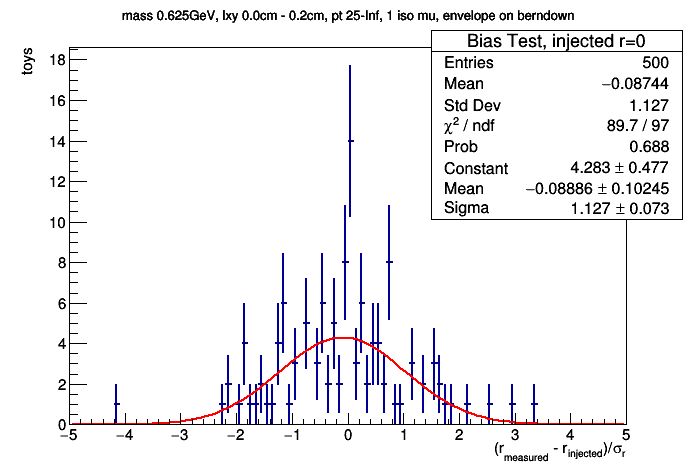 mass 0.625GeV, lxy 0.0cm - 0.2cm, pt 25-Inf, 1 iso mu, envelope on berndown
Bias Test, injected r=0
Entries 500
Mean −0.08744
Std Dev 1.127
χ² / ndf 89.7 / 97
Prob 0.688
Constant 4.283 ± 0.477
Mean −0.08886 ± 0.10245
Sigma 1.127 ± 0.073
toys
18
16
14
12
10
8
6
4
2
0
−5 −4 −3 −2 −1 0 1 2 3 4 5
(r_measured - r_injected)/σ_r